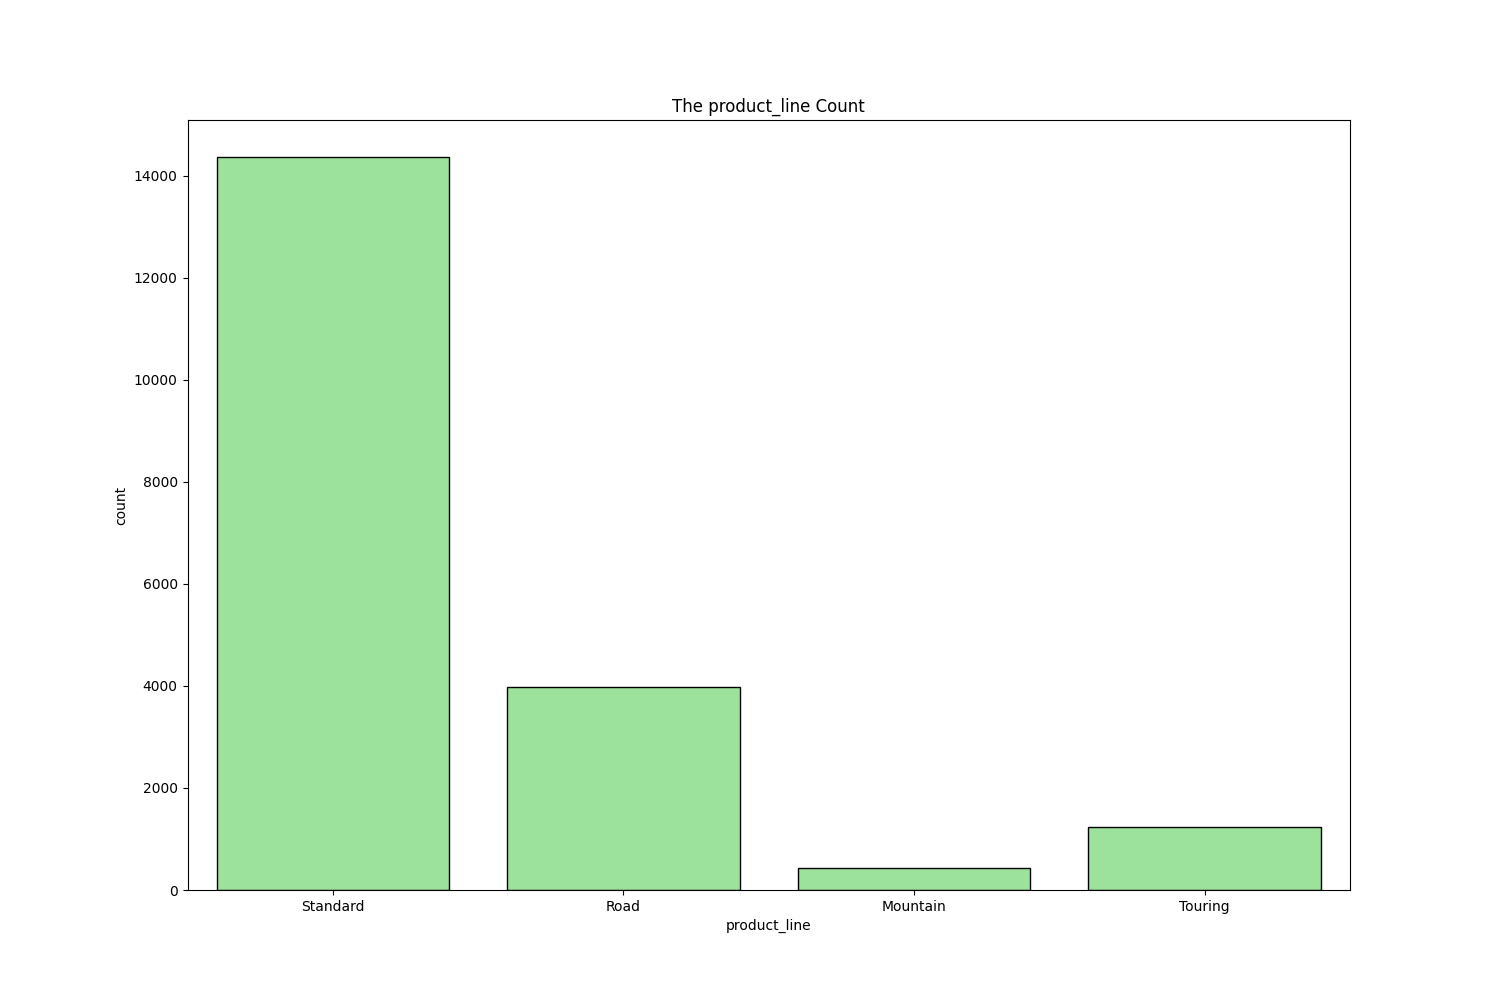 The product_line Count
14000
12000
10000
8000
6000
4000
2000
0
count
Standard Road Mountain Touring
product_line